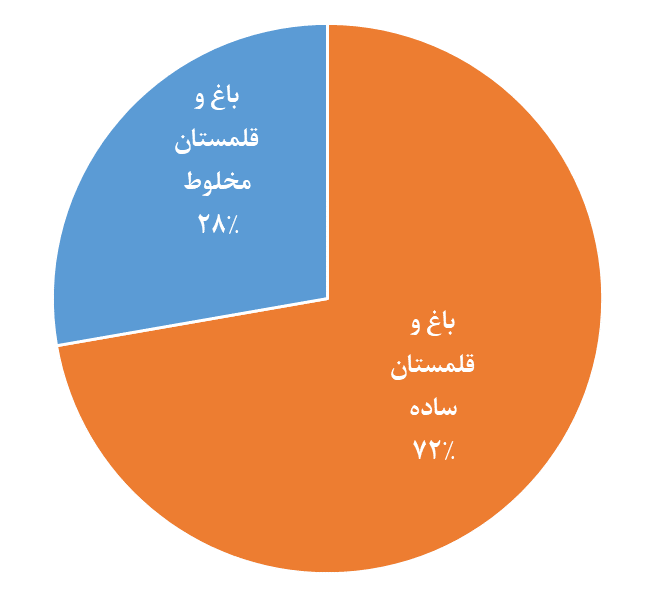 باغ و
قلمستان
مخلوط
۲۸٪
باغ و
قلمستان
ساده
۷۲٪